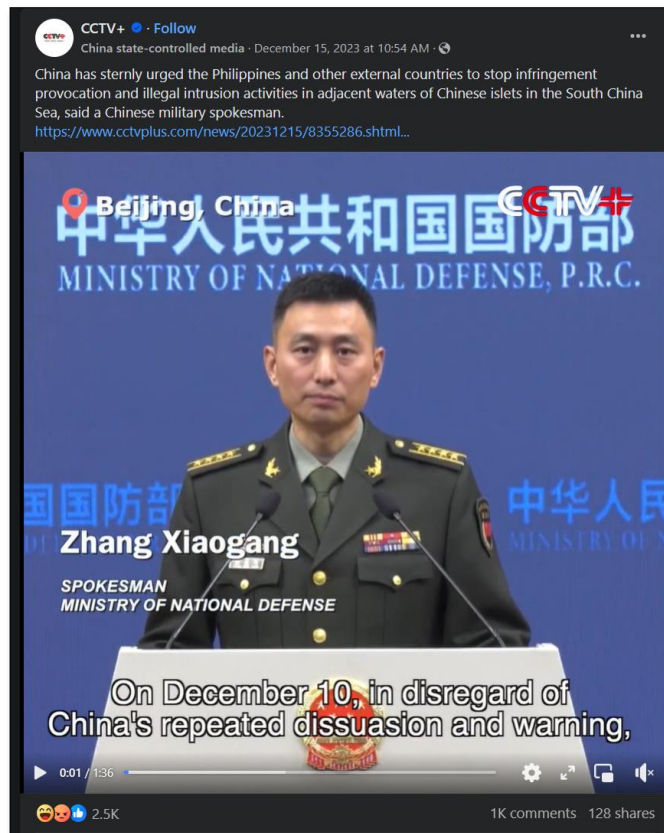 CCTV+ · Follow
China state-controlled media · December 15, 2023 at 10:54 AM ·
China has sternly urged the Philippines and other external countries to stop infringement
provocation and illegal intrusion activities in adjacent waters of Chinese islets in the South China
Sea, said a Chinese military spokesman.
https://www.cctvplus.com/news/20231215/8355286.shtml...
Beijing, China
CCTV+
中华人民共和国国防部
MINISTRY OF NATIONAL DEFENSE, P.R.C.
国国防部
中华人民
MINISTRY OF N
Zhang Xiaogang
SPOKESMAN
MINISTRY OF NATIONAL DEFENSE
On December 10, in disregard of
China's repeated dissuasion and warning,
0:01 / 1:36
2.5K
1K comments 128 shares